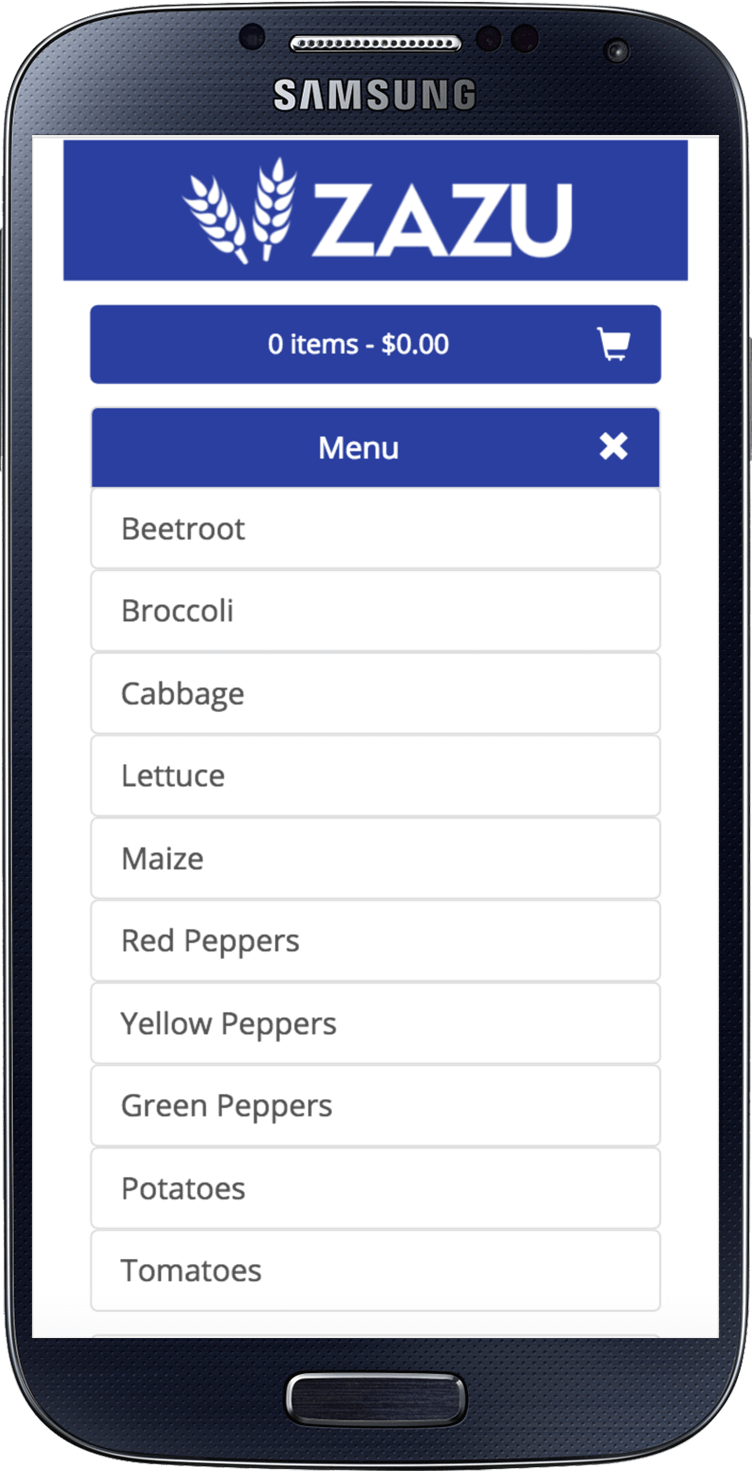 SAMSUNG
ZAZU
0 items - $0.00
Menu
Beetroot
Broccoli
Cabbage
Lettuce
Maize
Red Peppers
Yellow Peppers
Green Peppers
Potatoes
Tomatoes